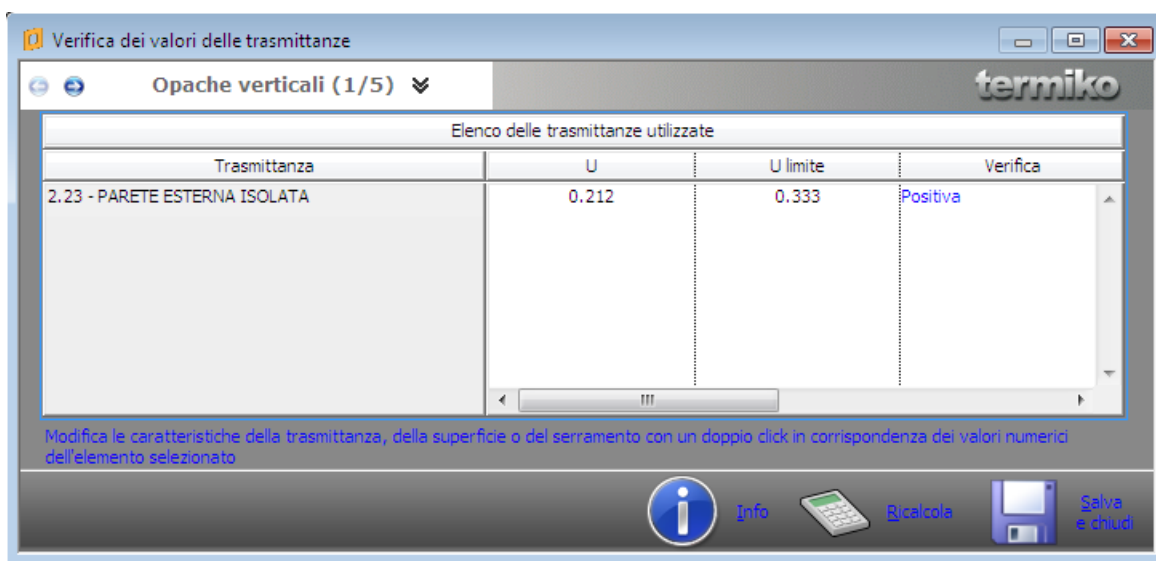 Verifica dei valori delle trasmittanze
Opache verticali (1/5)
termiko
Elenco delle trasmittanze utilizzate
Trasmittanza U U limite Verifica
2.23 - PARETE ESTERNA ISOLATA 0.212 0.333 Positiva
Modifica le caratteristiche della trasmittanza, della superficie o del serramento con un doppio click in corrispondenza dei valori numerici
dell'elemento selezionato
Info Ricalcola Salva
e chiudi